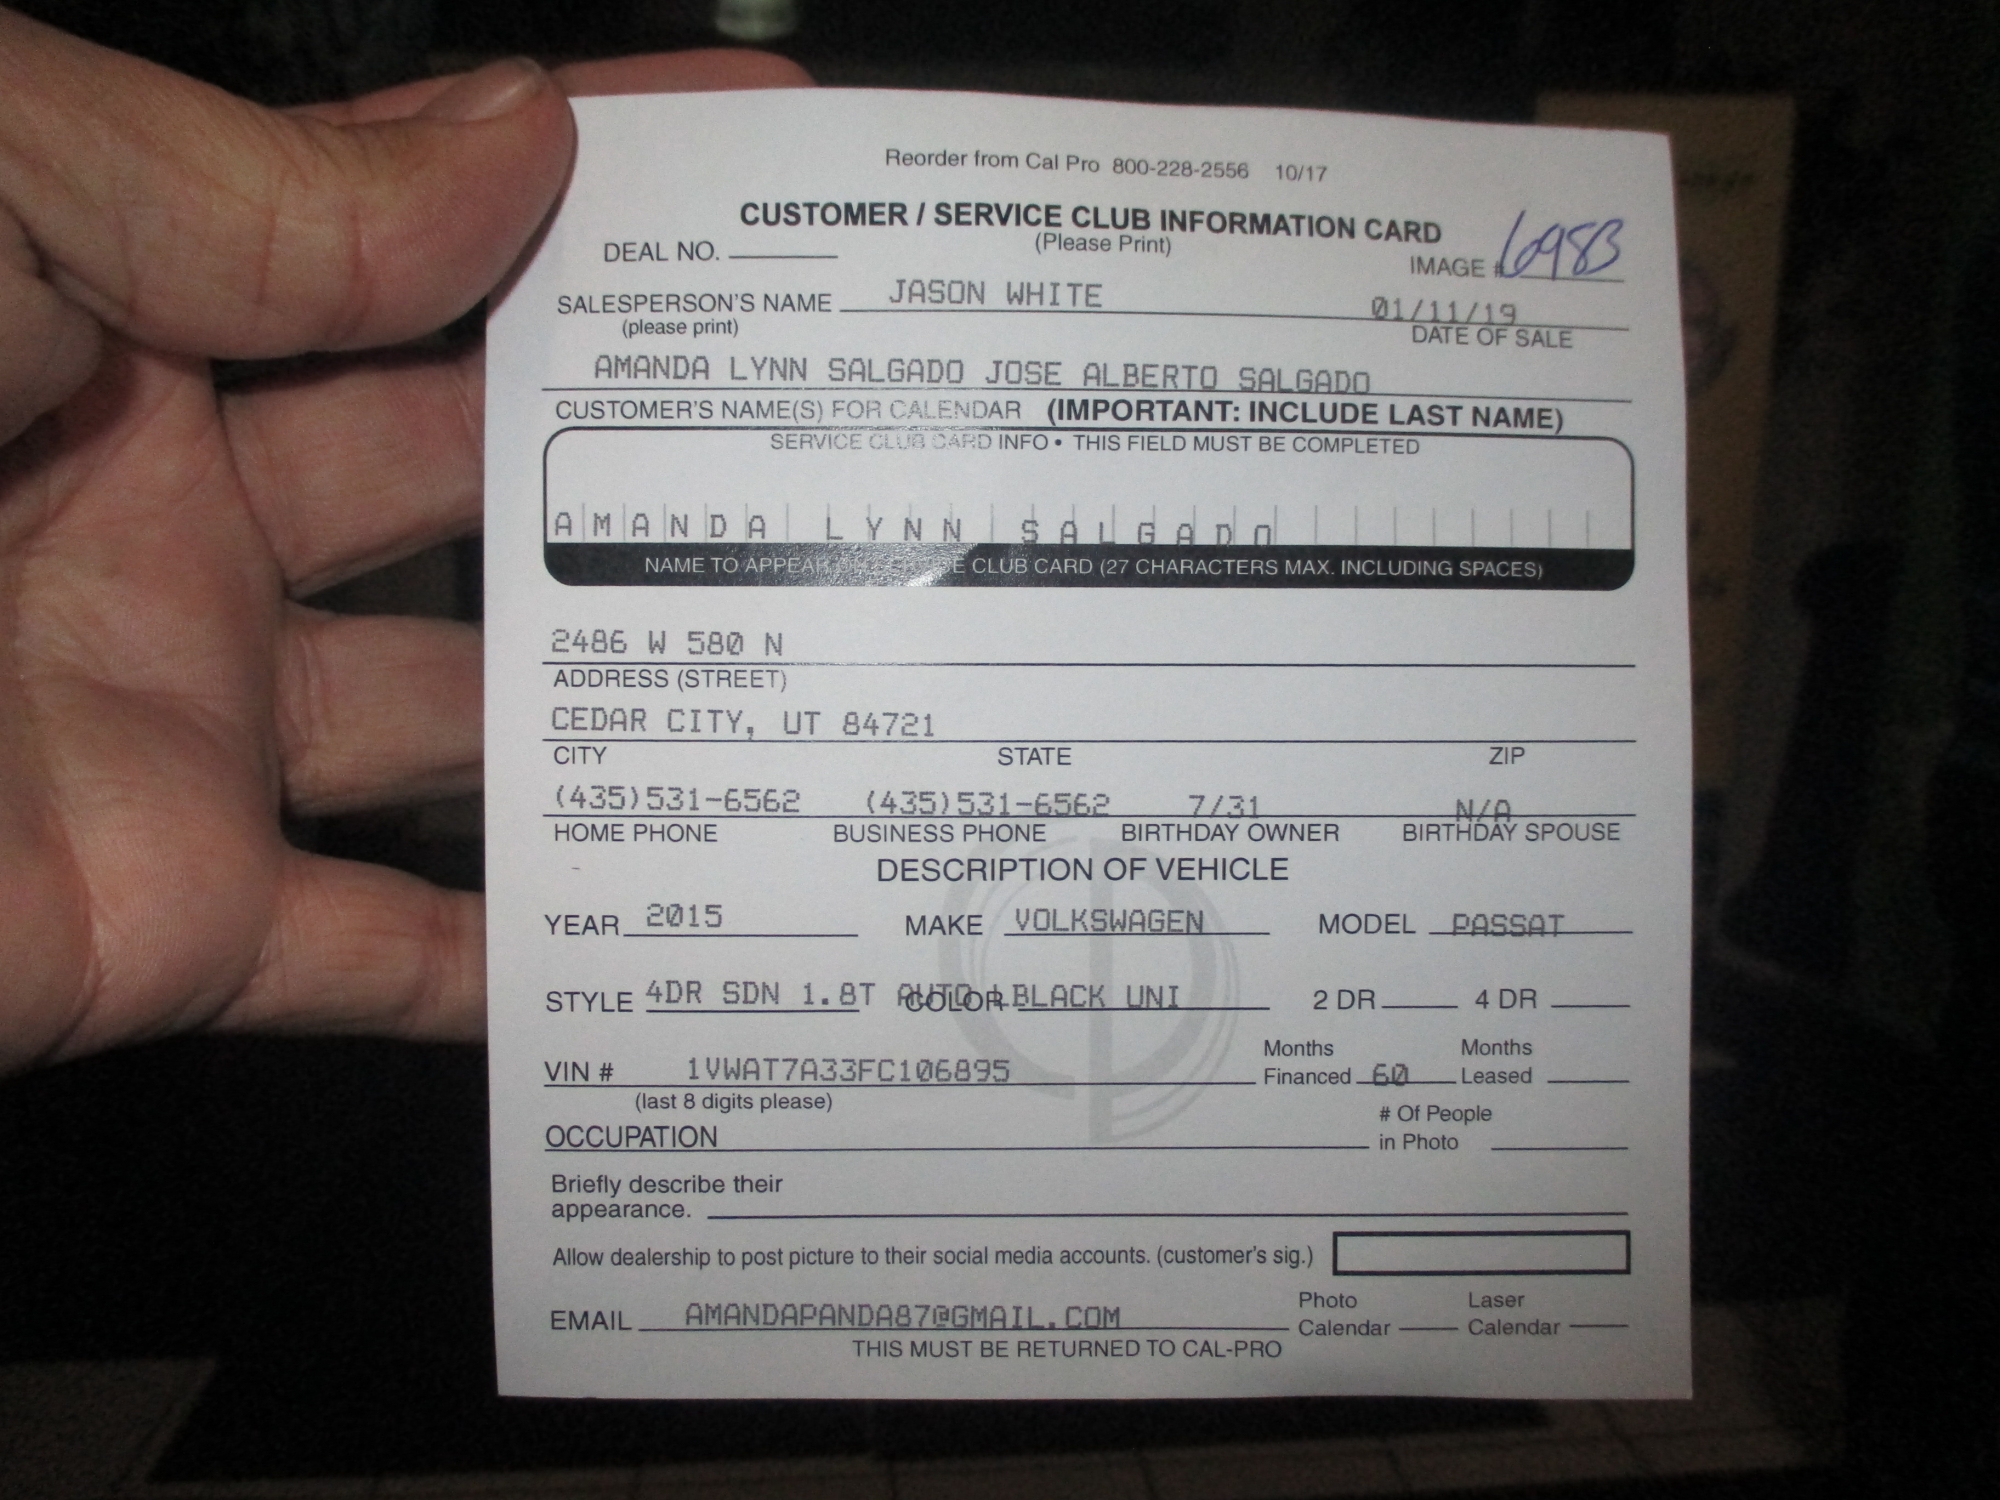 Reorder from Cal Pro 800-228-2556 10/17
CUSTOMER / SERVICE CLUB INFORMATION CARD
(Please Print)
DEAL NO. IMAGE # 6983
SALESPERSON'S NAME JASON WHITE 01/11/19
(please print) DATE OF SALE
AMANDA LYNN SALGADO JOSE ALBERTO SALGADO
CUSTOMER'S NAME(S) FOR CALENDAR (IMPORTANT: INCLUDE LAST NAME)
SERVICE CLUB CARD INFO • THIS FIELD MUST BE COMPLETED
AMANDA LYNN SALGADO
NAME TO APPEAR ON SERVICE CLUB CARD (27 CHARACTERS MAX. INCLUDING SPACES)
2486 W 580 N
ADDRESS (STREET)
CEDAR CITY, UT 84721
CITY STATE ZIP
(435)531-6562 (435)531-6562 7/31 N/A
HOME PHONE BUSINESS PHONE BIRTHDAY OWNER BIRTHDAY SPOUSE
DESCRIPTION OF VEHICLE
YEAR 2015 MAKE VOLKSWAGEN MODEL PASSAT
STYLE 4DR SDN 1.8T AUTO COLOR BLACK UNI 2 DR 4 DR
Months Months
VIN # 1VWAT7A33FC106895 Financed 60 Leased
(last 8 digits please)
# Of People
OCCUPATION in Photo
Briefly describe their
appearance.
Allow dealership to post picture to their social media accounts. (customer's sig.)
Photo Laser
EMAIL AMANDAPANDA87@GMAIL.COM Calendar Calendar
THIS MUST BE RETURNED TO CAL-PRO